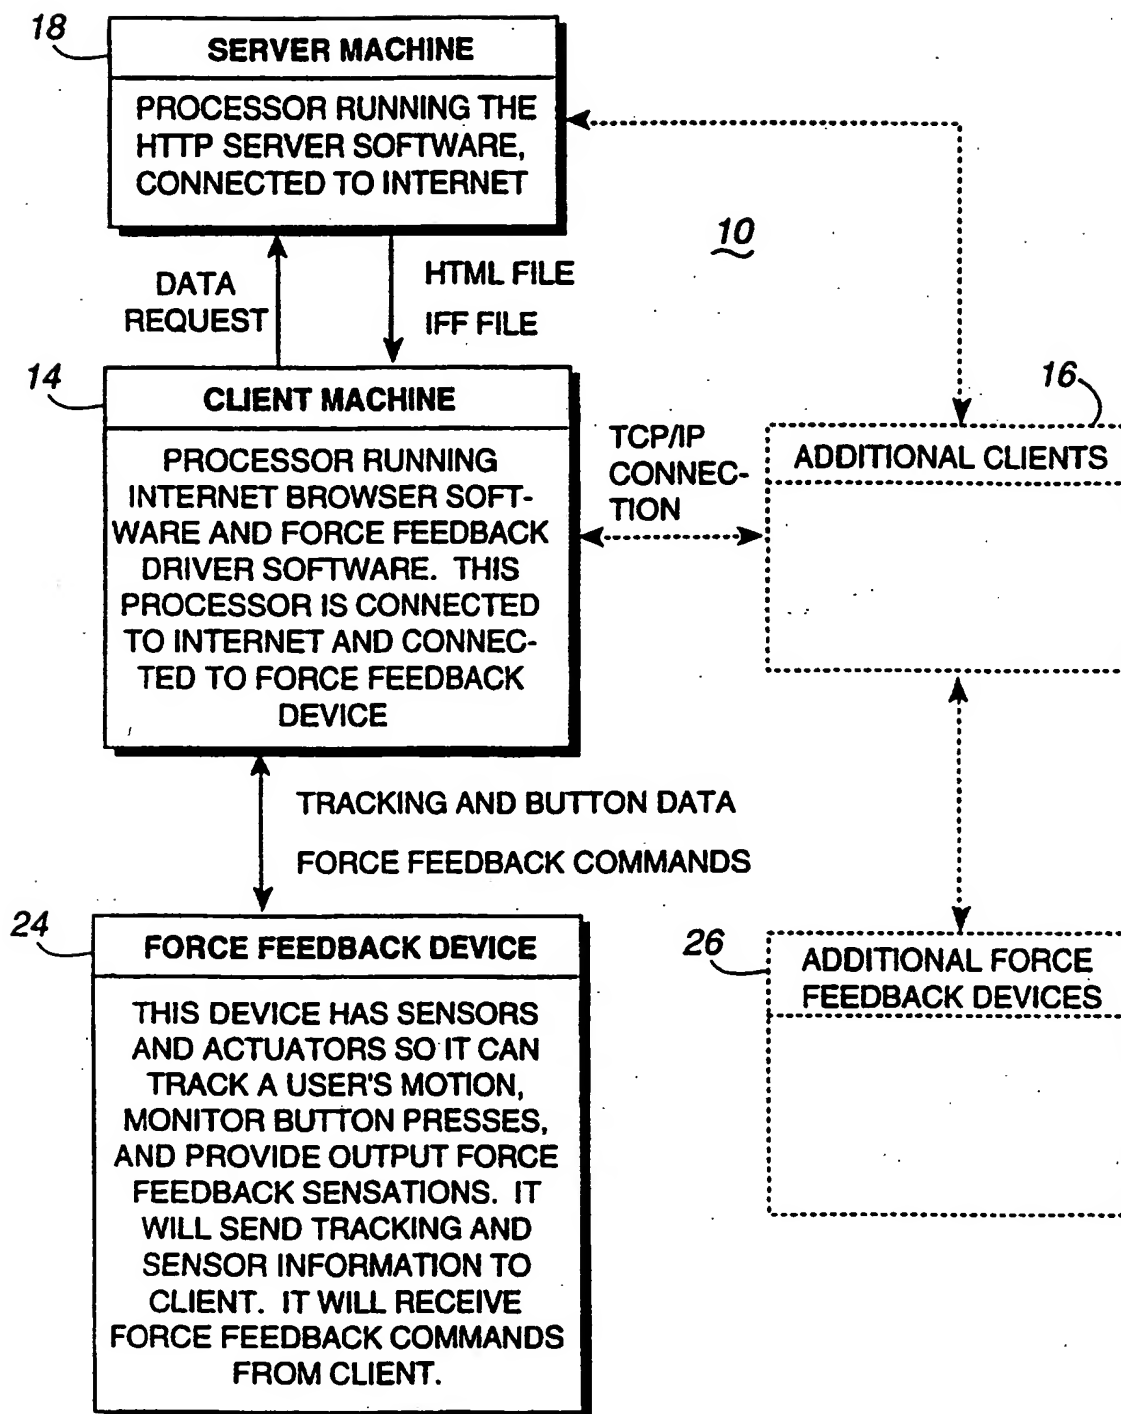 18
SERVER MACHINE
PROCESSOR RUNNING THE
HTTP SERVER SOFTWARE,
CONNECTED TO INTERNET
10
DATA
REQUEST
HTML FILE
IFF FILE
14
CLIENT MACHINE
PROCESSOR RUNNING
INTERNET BROWSER SOFT-
WARE AND FORCE FEEDBACK
DRIVER SOFTWARE. THIS
PROCESSOR IS CONNECTED
TO INTERNET AND CONNEC-
TED TO FORCE FEEDBACK
DEVICE
TCP/IP
CONNEC-
TION
16
ADDITIONAL CLIENTS
TRACKING AND BUTTON DATA
FORCE FEEDBACK COMMANDS
24
FORCE FEEDBACK DEVICE
THIS DEVICE HAS SENSORS
AND ACTUATORS SO IT CAN
TRACK A USER'S MOTION,
MONITOR BUTTON PRESSES,
AND PROVIDE OUTPUT FORCE
FEEDBACK SENSATIONS. IT
WILL SEND TRACKING AND
SENSOR INFORMATION TO
CLIENT. IT WILL RECEIVE
FORCE FEEDBACK COMMANDS
FROM CLIENT.
26
ADDITIONAL FORCE
FEEDBACK DEVICES